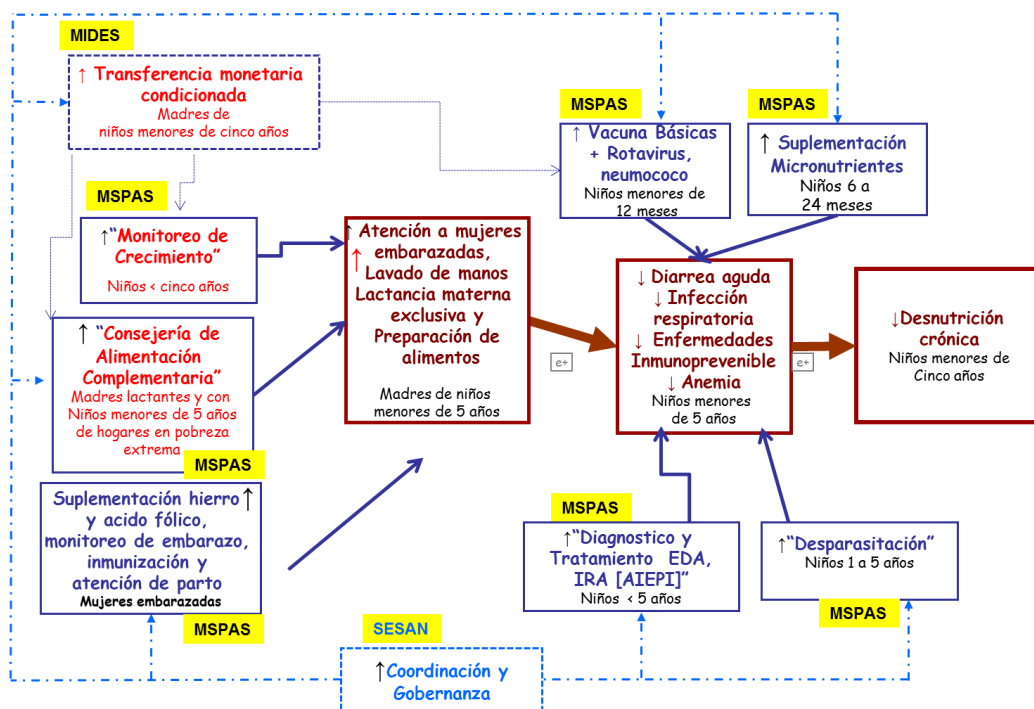 MIDES
↑ Transferencia monetaria
condicionada
Madres de
niños menores de cinco años
MSPAS
↑ Vacuna Básicas
+ Rotavirus,
neumococo
Niños menores de
12 meses
MSPAS
↑ Suplementación
Micronutrientes
Niños 6 a
24 meses
MSPAS
↑"Monitoreo de
Crecimiento"
Niños < cinco años
↑ "Consejería de
Alimentación
Complementaria"
Madres lactantes y con
Niños menores de 5 años
de hogares en pobreza
extrema
MSPAS
Suplementación hierro ↑
y acido fólico,
monitoreo de embarazo,
inmunización y
atención de parto
Mujeres embarazadas
MSPAS
↑ Atención a mujeres
embarazadas,
↑ Lavado de manos
Lactancia materna
exclusiva y
Preparación de
alimentos
Madres de niños
menores de 5 años
e+
↓ Diarrea aguda
↓ Infección
respiratoria
↓ Enfermedades
Inmunoprevenible
↓ Anemia
Niños menores
de 5 años
e+
↓Desnutrición
crónica
Niños menores de
Cinco años
MSPAS
↑"Diagnostico y
Tratamiento EDA,
IRA [AIEPI]"
Niños < 5 años
↑"Desparasitación"
Niños 1 a 5 años
MSPAS
SESAN
↑Coordinación y
Gobernanza